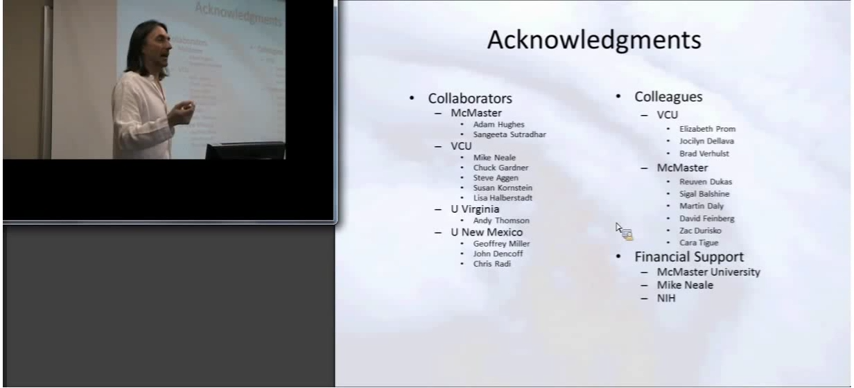 Acknowledgments
Acknowledgments
• Collaborators
– McMaster
• Adam Hughes
• Sangeeta Sutradhar
– VCU
• Mike Neale
• Chuck Gardner
• Steve Aggen
• Susan Kornstein
• Lisa Halberstadt
– U Virginia
• Andy Thomson
– U New Mexico
• Geoffrey Miller
• John Dencoff
• Chris Radi
• Colleagues
– VCU
• Elizabeth Prom
• Jocilyn Dellava
• Brad Verhulst
– McMaster
• Reuven Dukas
• Sigal Balshine
• Martin Daly
• David Feinberg
• Zac Durisko
• Cara Tigue
• Financial Support
– McMaster University
– Mike Neale
– NIH